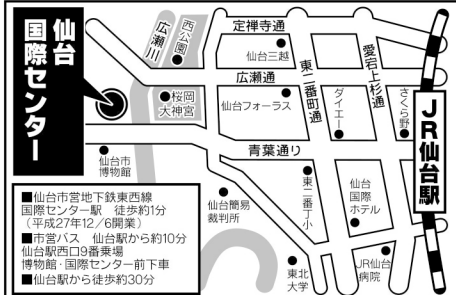 仙台
国際センター
広瀬川
西公園
定禅寺通
仙台三越
愛宕上杉通
広瀬通
東二番町通
桜岡
大神宮
仙台フォーラス
ダイエー
さくら野
JR仙台駅
青葉通り
仙台市
博物館
仙台簡易
裁判所
東二番丁小
仙台
国際
ホテル
東北
大学
JR仙台
病院
■仙台市営地下鉄東西線
国際センター駅 徒歩約1分
(平成27年12/6開業)
■市営バス 仙台駅から約10分
仙台駅西口9番乗場
博物館・国際センター前下車
■仙台駅から徒歩約30分